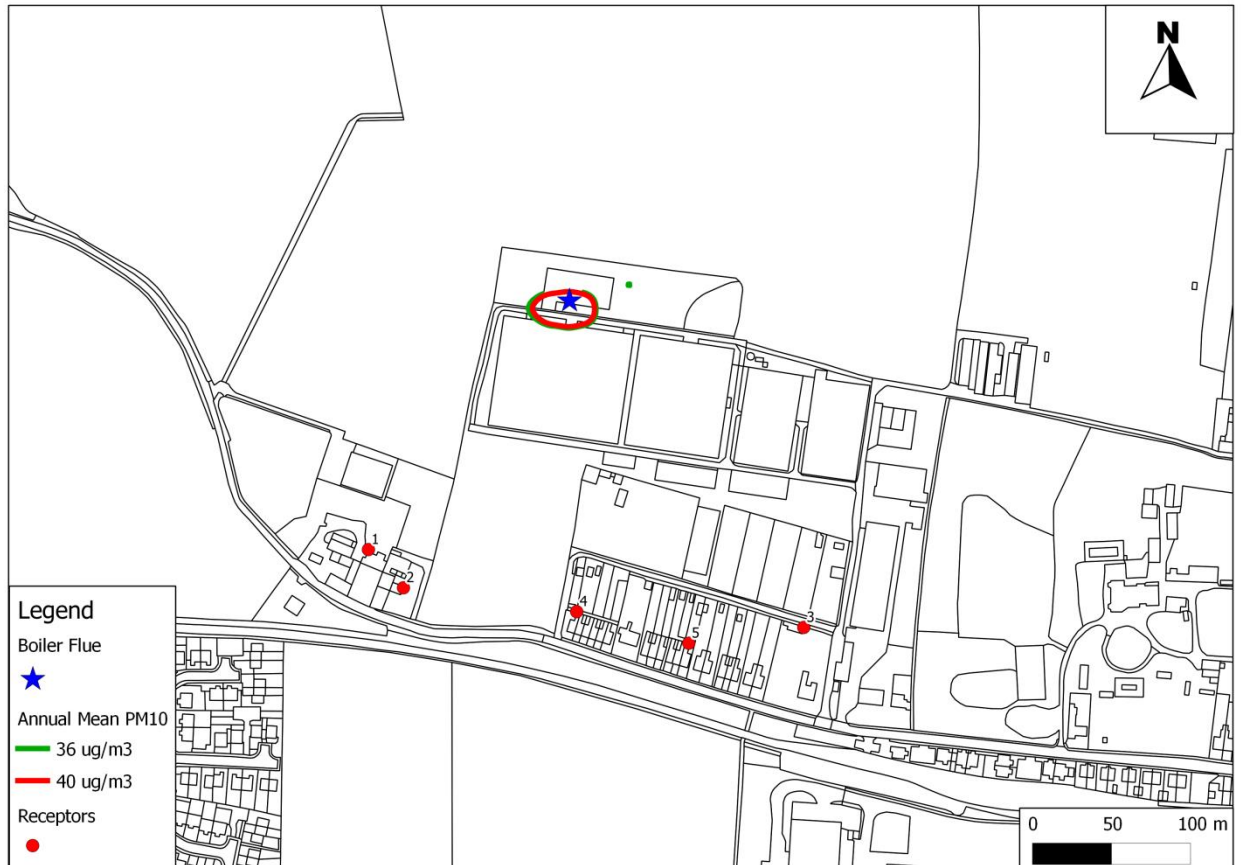 N
1
2
4
3
5
Legend
Boiler Flue
Annual Mean PM10
36 ug/m3
40 ug/m3
Receptors
0 50 100 m